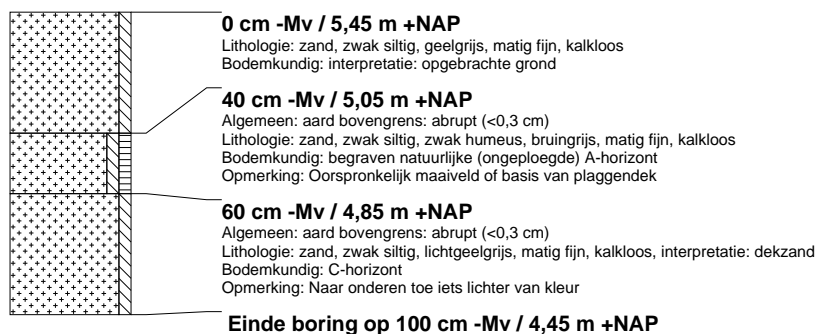 0 cm -Mv / 5,45 m +NAP
Lithologie: zand, zwak siltig, geelgrijs, matig fijn, kalkloos
Bodemkundig: interpretatie: opgebrachte grond
40 cm -Mv / 5,05 m +NAP
Algemeen: aard bovengrens: abrupt (<0,3 cm)
Lithologie: zand, zwak siltig, zwak humeus, bruingrijs, matig fijn, kalkloos
Bodemkundig: begraven natuurlijke (ongeploegde) A-horizont
Opmerking: Oorspronkelijk maaiveld of basis van plaggendek
60 cm -Mv / 4,85 m +NAP
Algemeen: aard bovengrens: abrupt (<0,3 cm)
Lithologie: zand, zwak siltig, lichtgeelgrijs, matig fijn, kalkloos, interpretatie: dekzand
Bodemkundig: C-horizont
Opmerking: Naar onderen toe iets lichter van kleur
Einde boring op 100 cm -Mv / 4,45 m +NAP